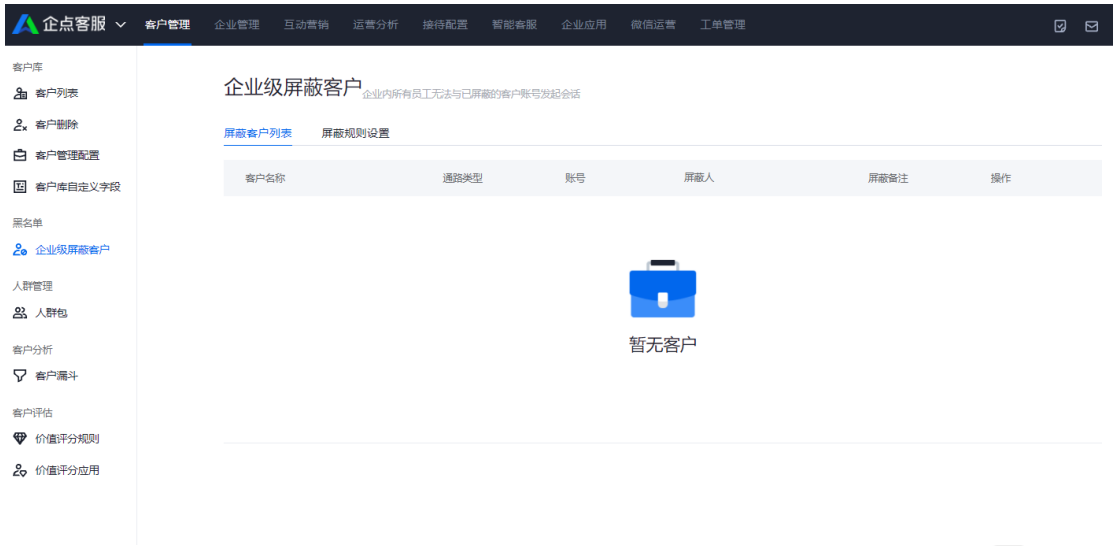 企点客服 客户管理 企业管理 互动营销 运营分析 接待配置 智能客服 企业应用 微信运营 工单管理
客户库
客户列表
客户删除
客户管理配置
客户库自定义字段
黑名单
企业级屏蔽客户
人群管理
人群包
客户分析
客户漏斗
客户评估
价值评分规则
价值评分应用
企业级屏蔽客户 企业内所有员工无法与已屏蔽的客户账号发起会话
屏蔽客户列表 屏蔽规则设置
客户名称 通路类型 账号 屏蔽人 屏蔽备注 操作
暂无客户